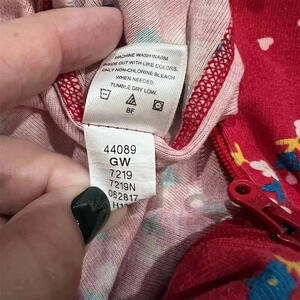 MACHINE WASH WARM
INSIDE OUT WITH LIKE COLORS.
ONLY NON-CHLORINE BLEACH
WHEN NEEDED.
TUMBLE DRY LOW.
BF
44089
GW
7219
7219N
082817